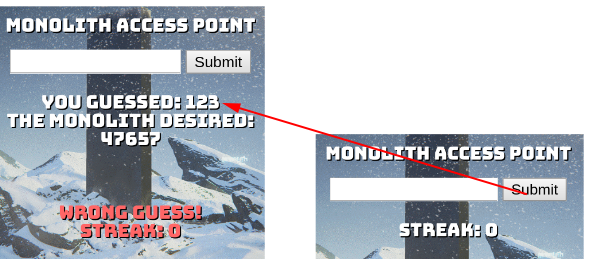 MONOLITH ACCESS POINT
Submit
YOU GUESSED: 123
THE MONOLITH DESIRED:
47657
WRONG GUESS!
STREAK: 0
MONOLITH ACCESS POINT
Submit
STREAK: 0